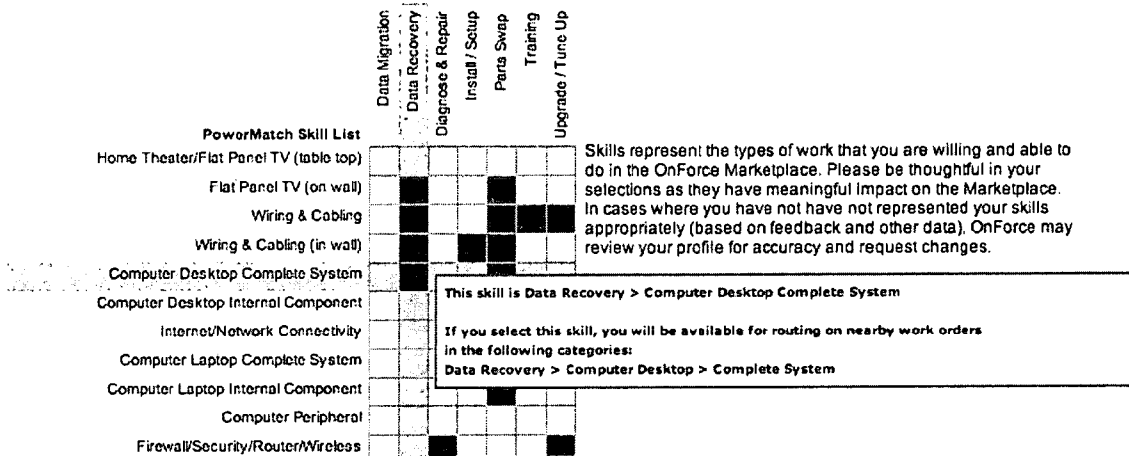 Data Migration
Data Recovery
Diagnose & Repair
Install / Setup
Parts Swap
Training
Upgrade / Tune Up
PowerMatch Skill List
Home Theater/Flat Panel TV (table top)
Flat Panel TV (on wall)
Wiring & Cabling
Wiring & Cabling (in wall)
Computer Desktop Complete System
Computer Desktop Internal Component
Internet/Network Connectivity
Computer Laptop Complete System
Computer Laptop Internal Component
Computer Peripheral
Firewall/Security/Router/Wireless
Skills represent the types of work that you are willing and able to
do in the OnForce Marketplace. Please be thoughtful in your
selections as they have meaningful impact on the Marketplace.
In cases where you have not have not represented your skills
appropriately (based on feedback and other data), OnForce may
review your profile for accuracy and request changes.
This skill is Data Recovery > Computer Desktop Complete System
If you select this skill, you will be available for routing on nearby work orders
in the following categories:
Data Recovery > Computer Desktop > Complete System